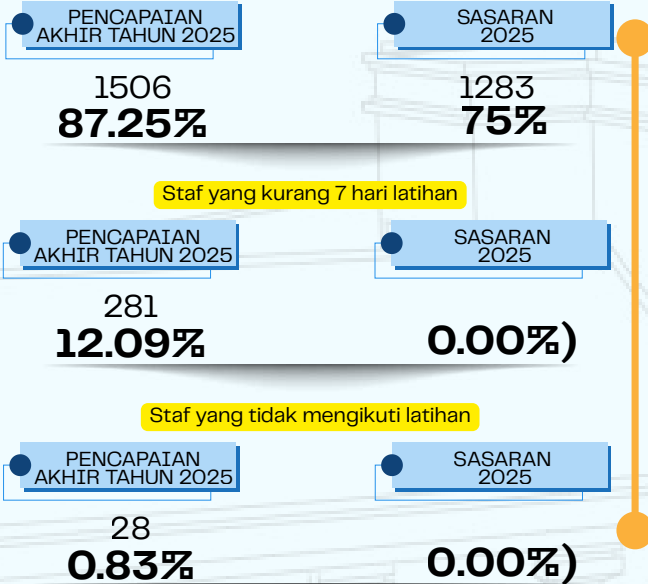 PENCAPAIAN
AKHIR TAHUN 2025
SASARAN
2025
1506
87.25%
1283
75%
Staf yang kurang 7 hari latihan
PENCAPAIAN
AKHIR TAHUN 2025
SASARAN
2025
281
12.09%
0.00%)
Staf yang tidak mengikuti latihan
PENCAPAIAN
AKHIR TAHUN 2025
SASARAN
2025
28
0.83%
0.00%)